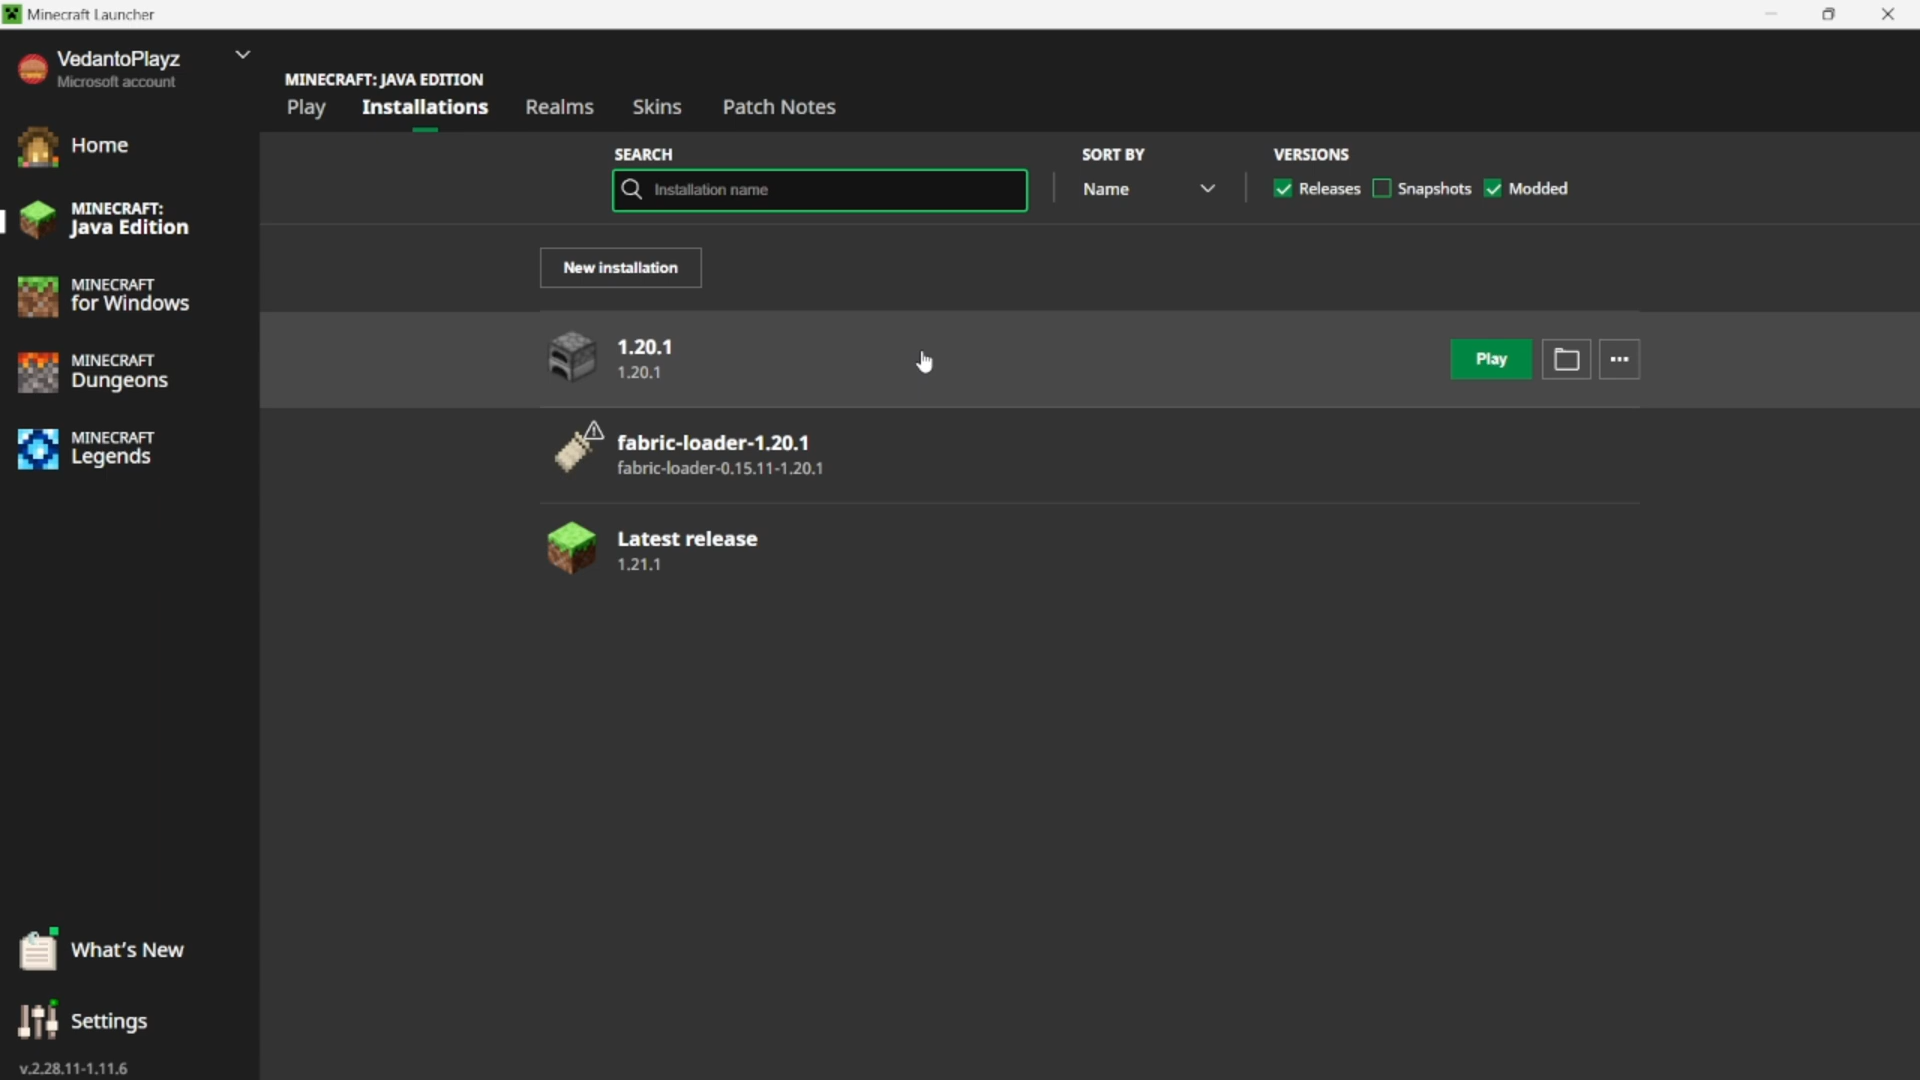 Minecraft Launcher
VedantoPlayz
Microsoft account
MINECRAFT: JAVA EDITION
Play Installations Realms Skins Patch Notes
Home
MINECRAFT:
Java Edition
MINECRAFT
for Windows
MINECRAFT
Dungeons
MINECRAFT
Legends
What's New
Settings
v.2.28.11-1.11.6
SEARCH
Installation name
SORT BY
Name
VERSIONS
Releases Snapshots Modded
New installation
1.20.1
1.20.1
Play
fabric-loader-1.20.1
fabric-loader-0.15.11-1.20.1
Latest release
1.21.1